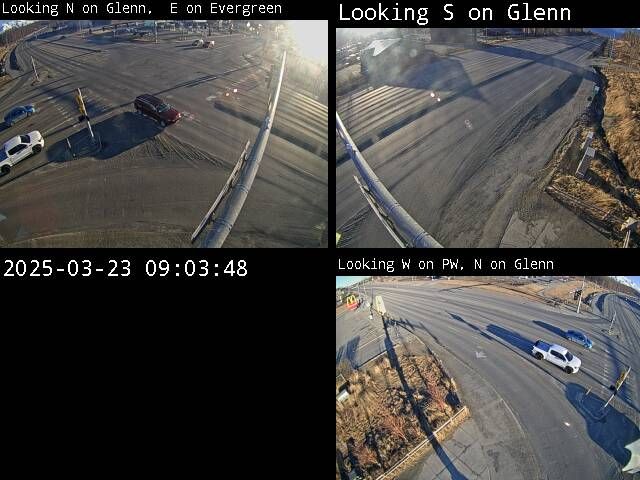 Looking N on Glenn,  E on Evergreen
Looking S on Glenn
2025-03-23 09:03:48
Looking W on PW, N on Glenn